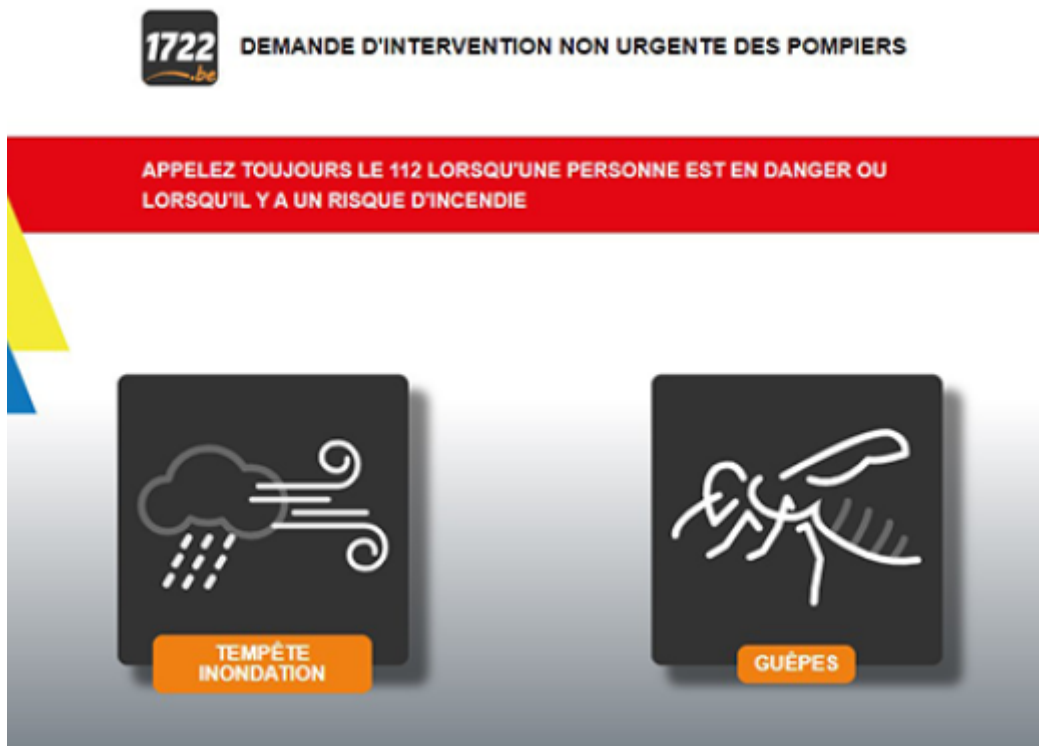 1722
.be
DEMANDE D'INTERVENTION NON URGENTE DES POMPIERS
APPELEZ TOUJOURS LE 112 LORSQU'UNE PERSONNE EST EN DANGER OU
LORSQU'IL Y A UN RISQUE D'INCENDIE
TEMPÊTE
INONDATION
GUÊPES